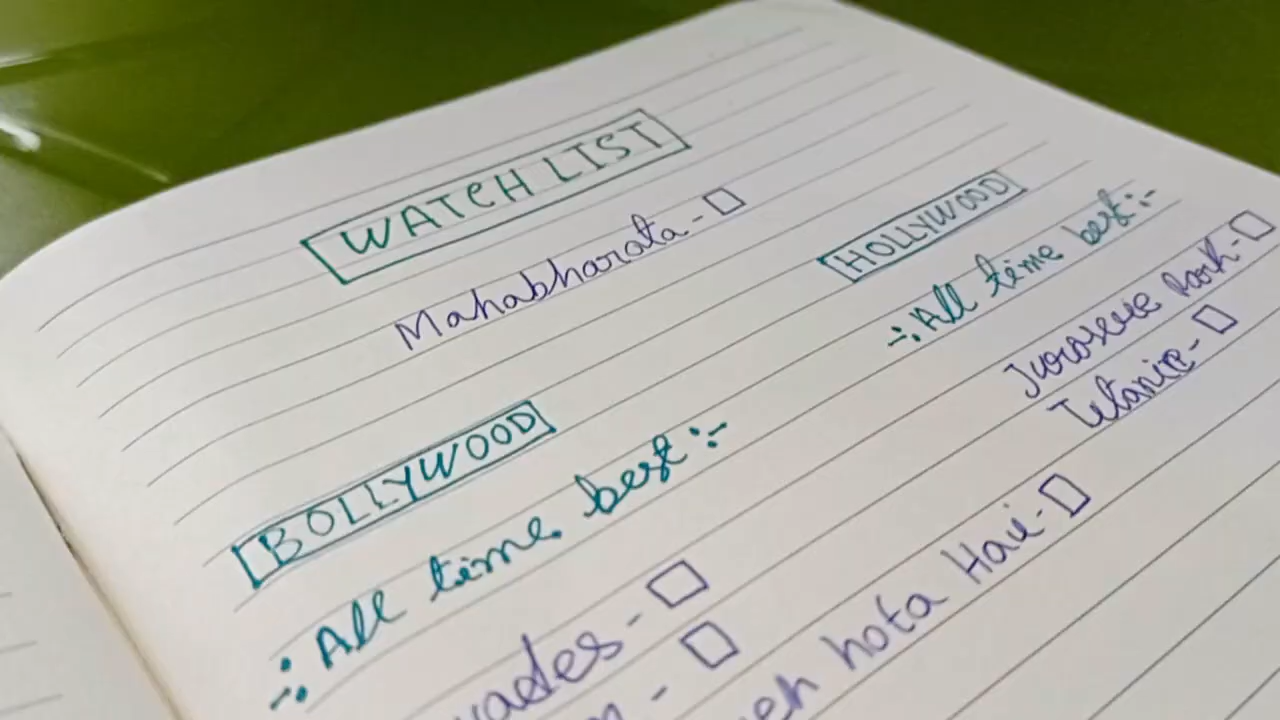 WATCH LIST
Mahabharata - □
HOLLYWOOD
All time best :-
Jurassic Park - □
Titanic - □
BOLLYWOOD
All time best :-
hota Hai - □